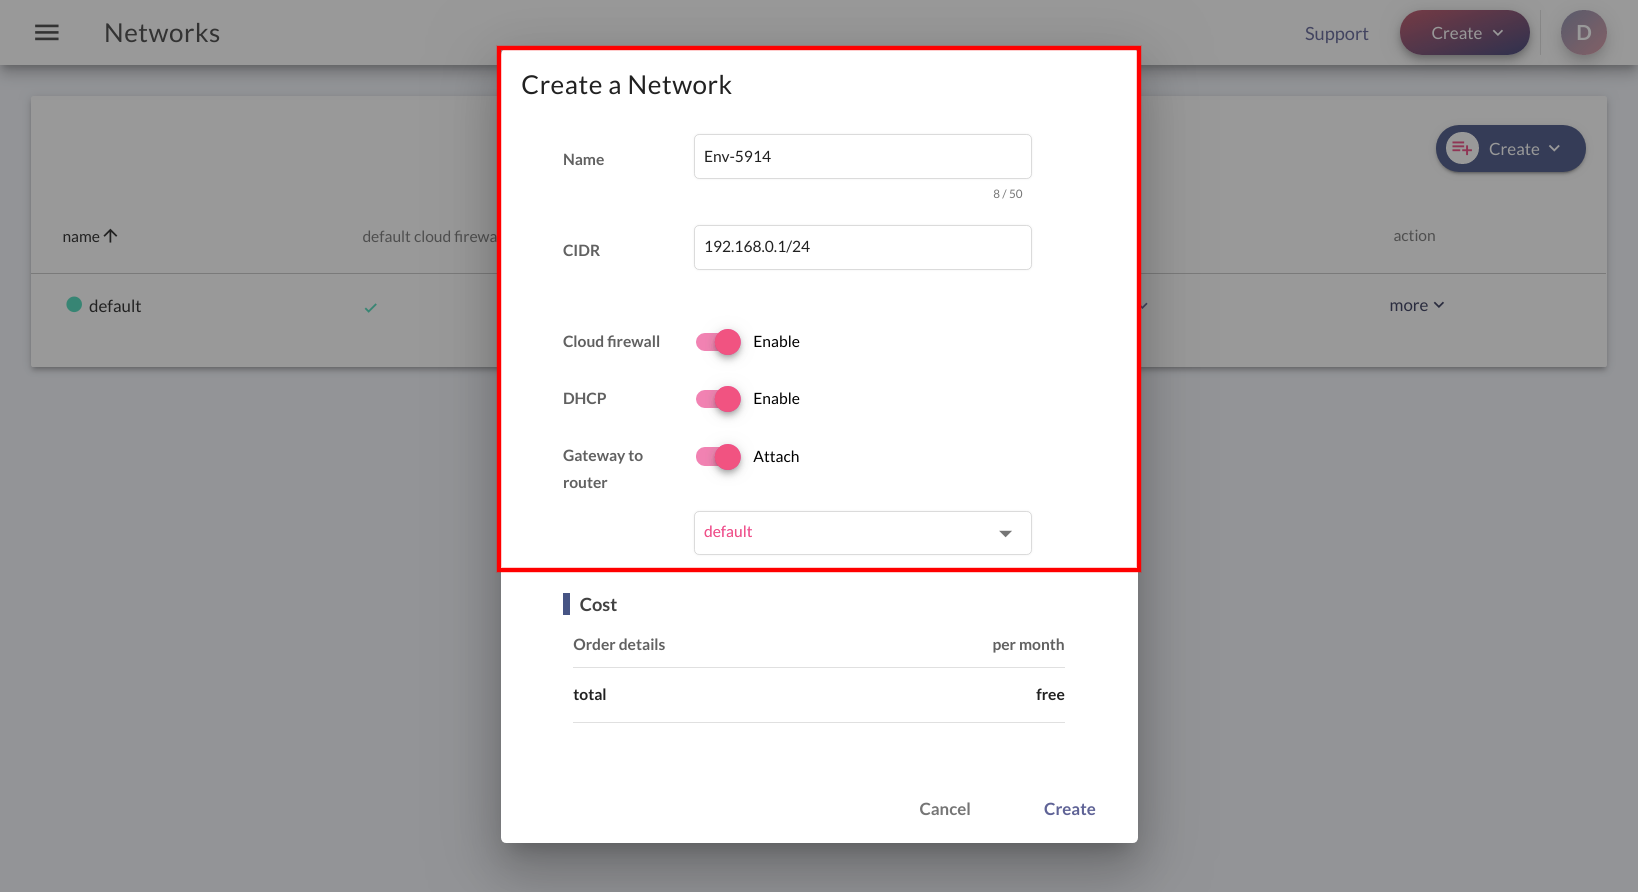 Networks
Support
Create
D
Create a Network
Name
Env-5914
8 / 50
Create
name
default cloud firewa
action
CIDR
192.168.0.1/24
default
more
Cloud firewall
Enable
DHCP
Enable
Gateway to
router
Attach
default
Cost
Order details
per month
total
free
Cancel
Create